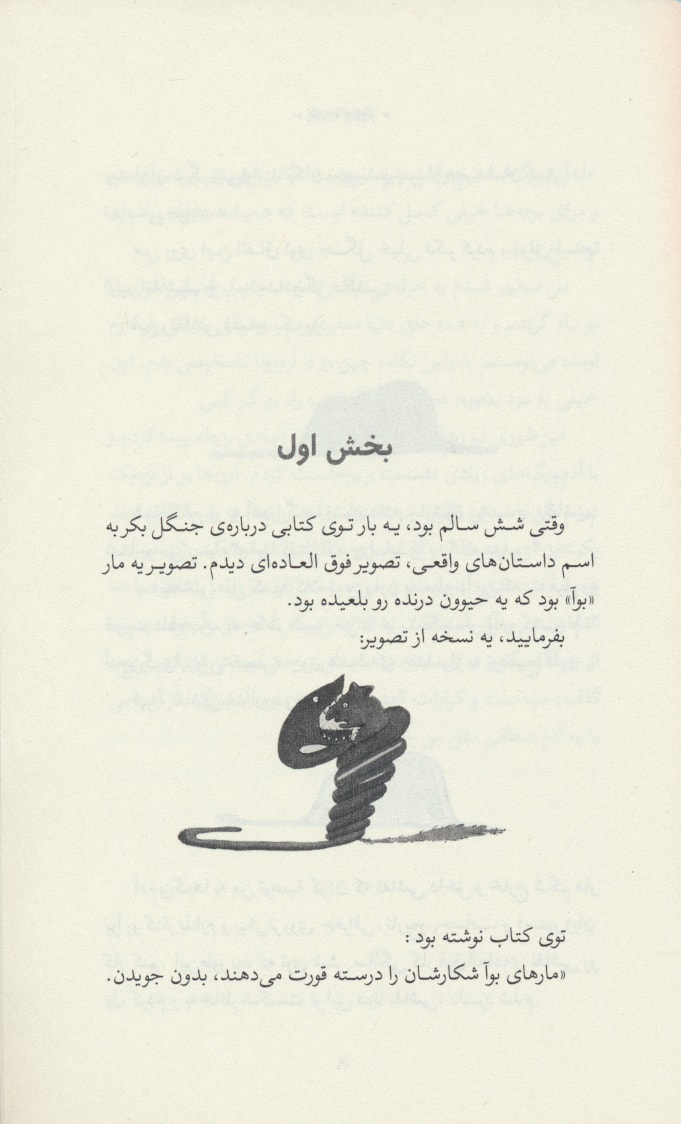 بخش اول
وقتی شش سالم بود، یه بار توی کتابی درباره‌ی جنگل بکر به
اسم داستان‌های واقعی، تصویر فوق العاده‌ای دیدم. تصویر یه مار
«بوآ» بود که یه حیوون درنده رو بلعیده بود.
بفرمایید، یه نسخه از تصویر:
توی کتاب نوشته بود :
«مارهای بوآ شکارشان را درسته قورت می‌دهند، بدون جویدن.